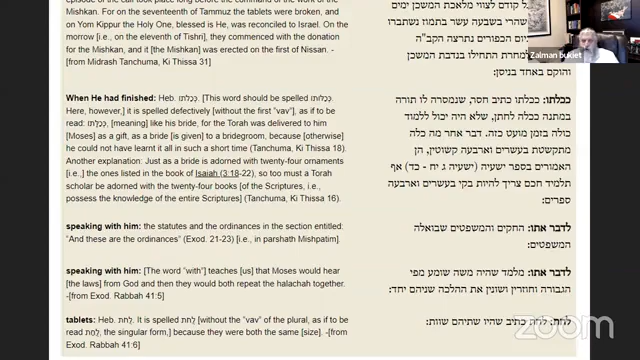 episode of the calf took place long before the command of the work of the
Mishkan. For on the seventeenth of Tammuz the tablets were broken, and
on Yom Kippur the Holy One, blessed is He, was reconciled to Israel. On the
morrow [i.e., on the eleventh of Tishri], they commenced with the donation
for the Mishkan, and it [the Mishkan] was erected on the first of Nissan. -
[from Midrash Tanchuma, Ki Thissa 31]
קודם לצווי מלאכת המשכן ימים
שהרי בשבעה עשר בתמוז נשתברו
הכפורים נתרצה הקב"ה
ולמחרת התחילו בנדבת המשכן
והוקם באחד בניסן:
Zalman bukiet
When He had finished: Heb. כְּכַלֹּתוֹ. [This word should be spelled כְּכַלּוֹתוֹ.
Here, however,] it is spelled defectively [without the first "vav"], as if to be
read: כְּכַלָּתוֹ, [meaning] like his bride, for the Torah was delivered to him
[Moses] as a gift, as a bride [is given] to a bridegroom, because [otherwise]
he could not have learnt it all in such a short time (Tanchuma, Ki Thissa 18).
Another explanation: Just as a bride is adorned with twenty-four ornaments
[i.e.,] the ones listed in the book of Isaiah (3:18-22), so too must a Torah
scholar be adorned with the twenty-four books [of the Scriptures, i.e.,
possess the knowledge of the entire Scriptures] (Tanchuma, Ki Thissa 16).
ככלתו: ככלתו כתיב חסר, שנמסרה לו תורה
במתנה ככלה לחתן, שלא היה יכול ללמוד
כולה בזמן מועט כזה. דבר אחר מה כלה
מתקשטת בעשרים וארבעה קשוטין, הן
האמורים בספר ישעיה (ישעיה ג יח - כד) אף
תלמיד חכם צריך להיות בקי בעשרים וארבעה
ספרים:
speaking with him: the statutes and the ordinances in the section entitled:
"And these are the ordinances" (Exod. 21-23) [i.e., in parshath Mishpatim].
לדבר אתו: החקים והמשפטים שבואלה
המשפטים:
speaking with him: [The word "with"] teaches [us] that Moses would hear
[the laws] from God and then they would both repeat the halachah together.
-[from Exod. Rabbah 41:5]
לדבר אתו: מלמד שהיה משה שומע מפי
הגבורה וחוזרין ושונין את ההלכה שניהם יחד:
tablets: Heb. לֻחֹת. It is spelled לֻחֹת [without the "vav" of the plural, as if to be
read לֻחַת, the singular form,] because they were both the same [size]. -[from
Exod. Rabbah 41:6]
לחת: לחת כתיב שהיו שתיהם שוות:
zoom